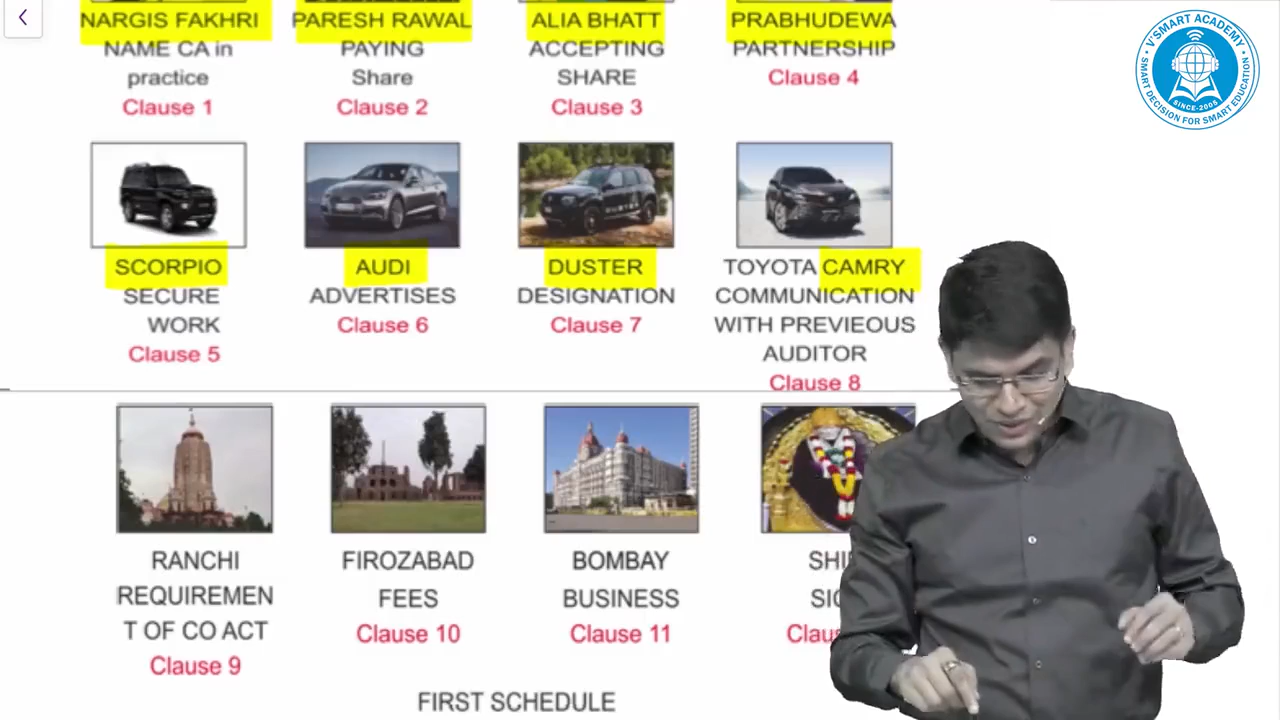 NARGIS FAKHRI PARESH RAWAL ALIA BHATT PRABHUDEWA
NAME CA in PAYING ACCEPTING PARTNERSHIP
practice Share SHARE Clause 4
Clause 1 Clause 2 Clause 3
SCORPIO AUDI DUSTER TOYOTA CAMRY
SECURE ADVERTISES DESIGNATION COMMUNICATION
WORK Clause 6 Clause 7 WITH PREVIEOUS
Clause 5 AUDITOR
Clause 8
RANCHI FIROZABAD BOMBAY
REQUIREMEN FEES BUSINESS
T OF CO ACT Clause 10 Clause 11
Clause 9
FIRST SCHEDULE
V'SMART ACADEMY
SMART DECISION FOR SMART EDUCATION
SINCE-2005